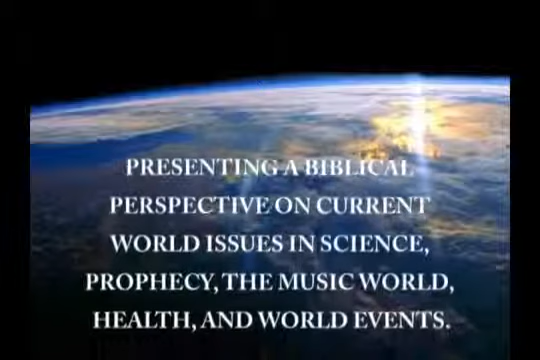 PRESENTING A BIBLICAL
PERSPECTIVE ON CURRENT
WORLD ISSUES IN SCIENCE,
PROPHECY, THE MUSIC WORLD,
HEALTH, AND WORLD EVENTS.